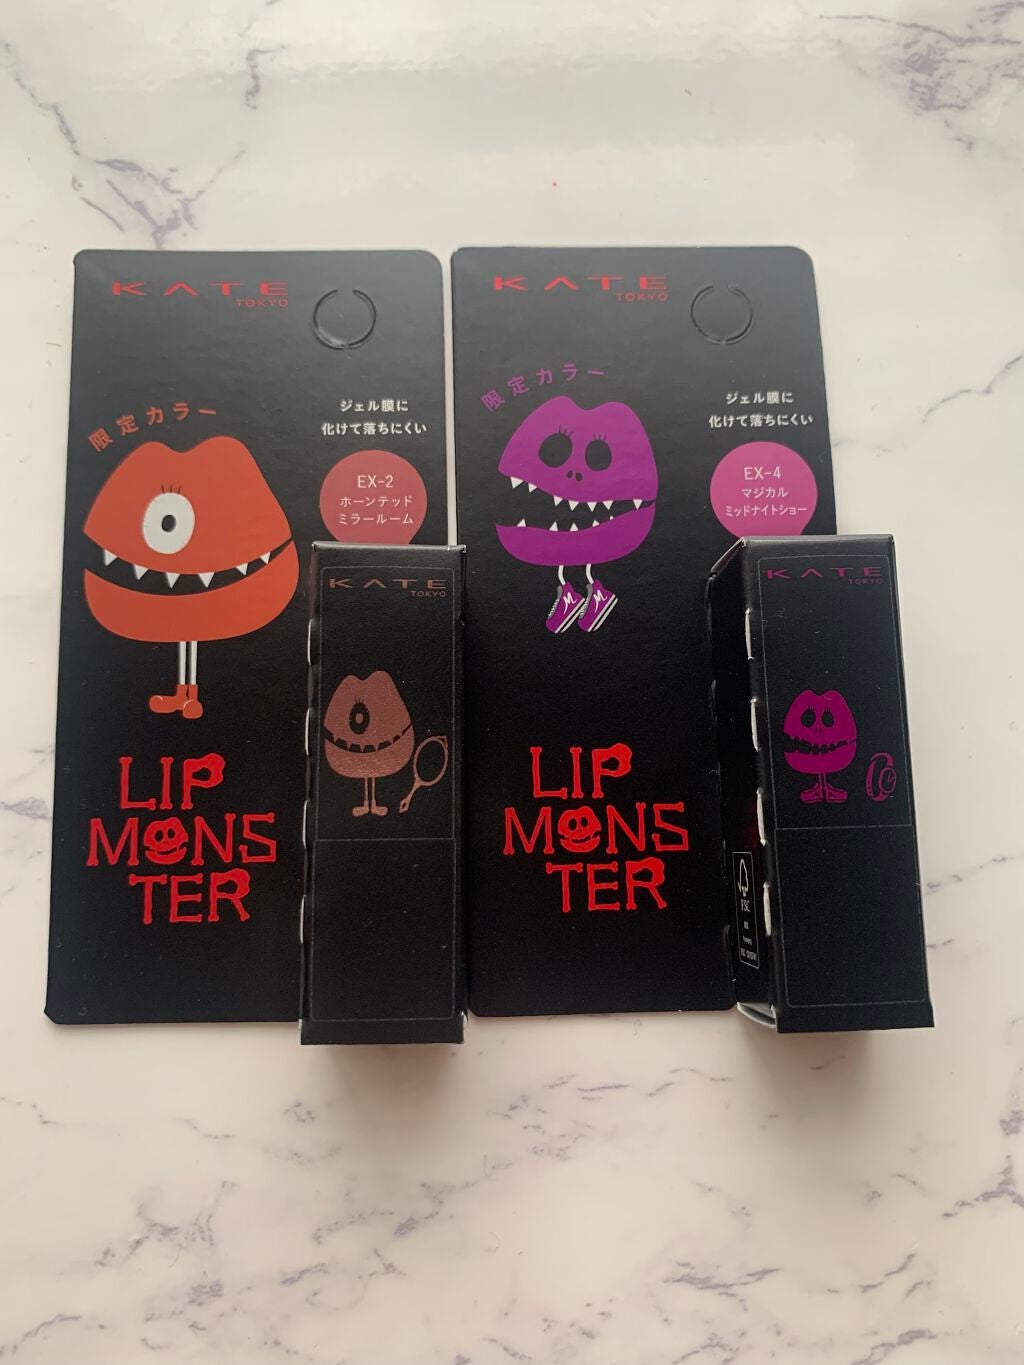 KATE
TOKYO
限定カラー
ジェル膜に
化けて落ちにくい
EX-2
ホーンテッド
ミラールーム
LIP
MONS
TER
KATE
TOKYO
KATE
TOKYO
限定カラー
ジェル膜に
化けて落ちにくい
EX-4
マジカル
ミッドナイトショー
M
LIP
MONS
TER
KATE
TOKYO
FSC
MIX